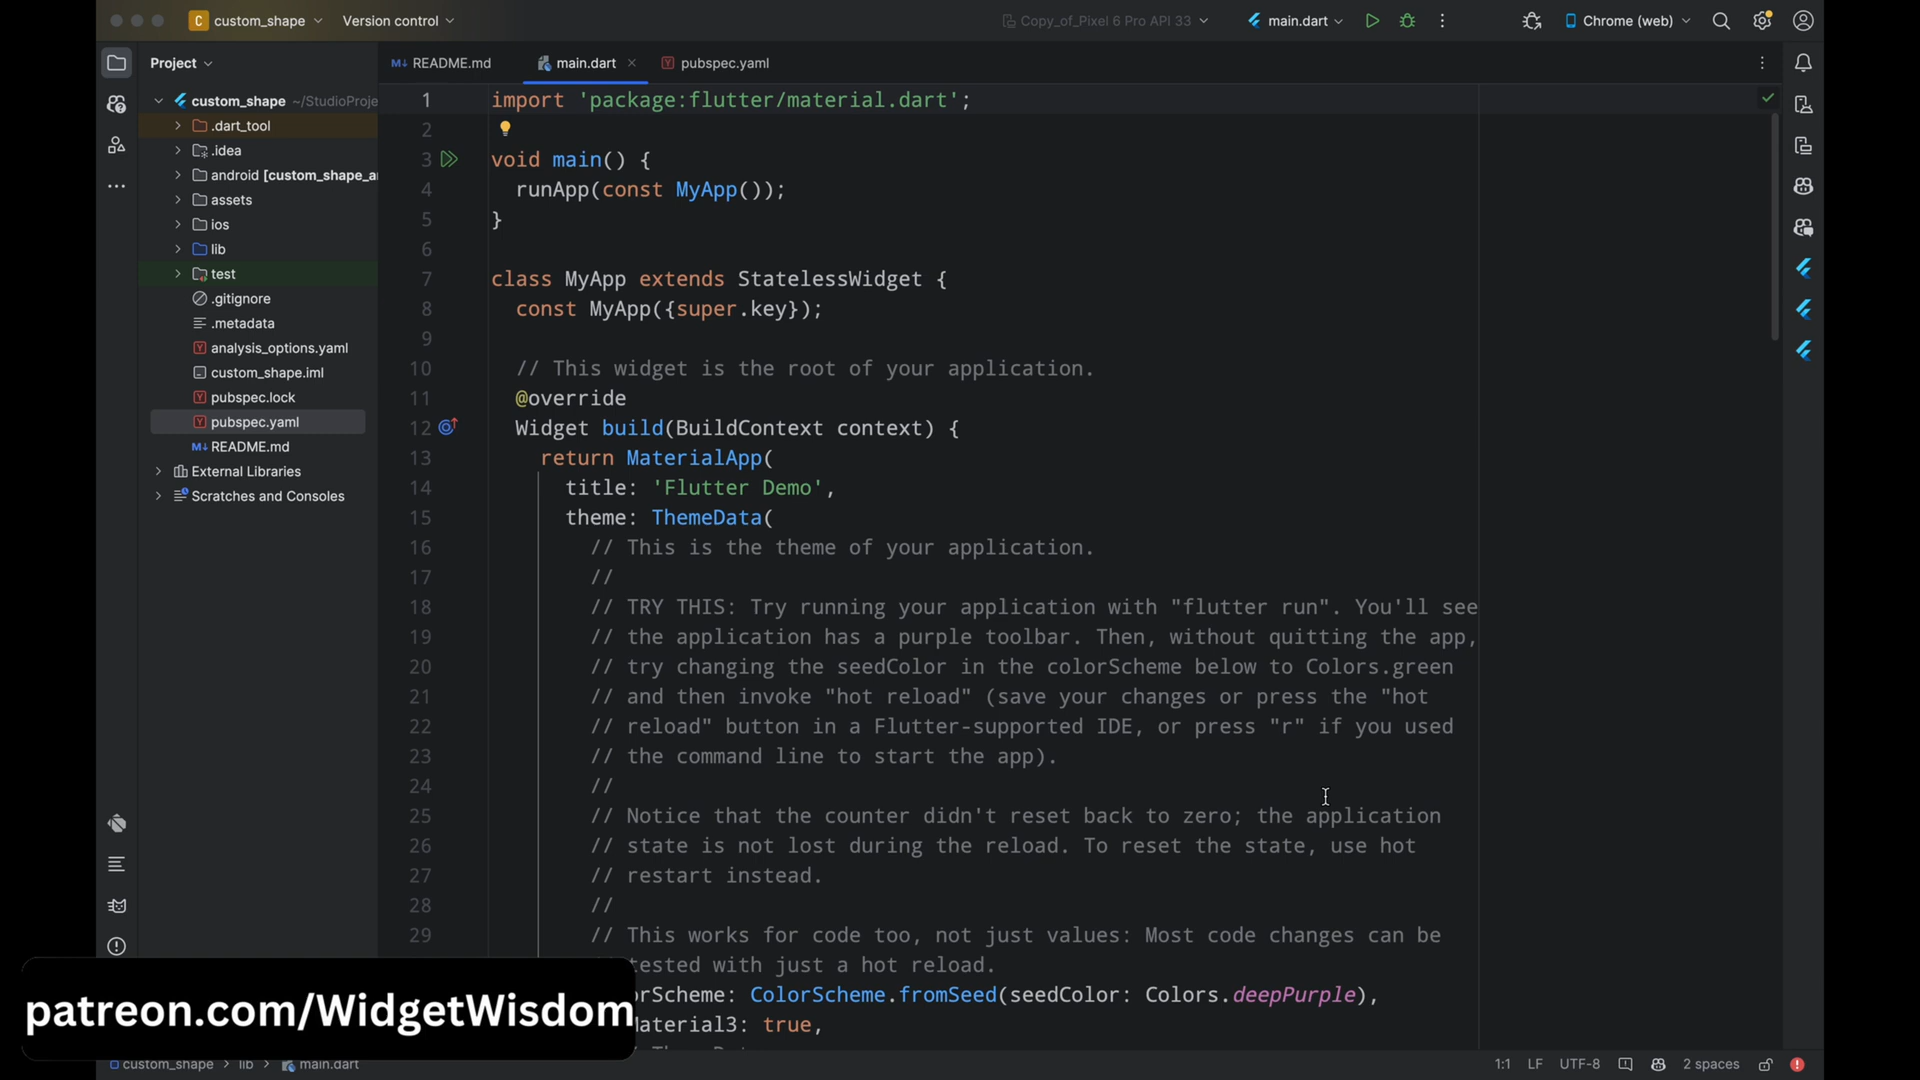 C custom_shape Version control Copy_of_Pixel 6 Pro API 33 main.dart Chrome (web)
Project
M↓ README.md main.dart pubspec.yaml
custom_shape ~/StudioProje
.dart_tool
.idea
android [custom_shape_a
assets
ios
lib
test
.gitignore
.metadata
analysis_options.yaml
custom_shape.iml
pubspec.lock
pubspec.yaml
M↓ README.md
External Libraries
Scratches and Consoles
1 import 'package:flutter/material.dart';
2
3 void main() {
4 runApp(const MyApp());
5 }
6
7 class MyApp extends StatelessWidget {
8 const MyApp({super.key});
9
10 // This widget is the root of your application.
11 @override
12 Widget build(BuildContext context) {
13 return MaterialApp(
14 title: 'Flutter Demo',
15 theme: ThemeData(
16 // This is the theme of your application.
17 //
18 // TRY THIS: Try running your application with "flutter run". You'll see
19 // the application has a purple toolbar. Then, without quitting the app,
20 // try changing the seedColor in the colorScheme below to Colors.green
21 // and then invoke "hot reload" (save your changes or press the "hot
22 // reload" button in a Flutter-supported IDE, or press "r" if you used
23 // the command line to start the app).
24 //
25 // Notice that the counter didn't reset back to zero; the application
26 // state is not lost during the reload. To reset the state, use hot
27 // restart instead.
28 //
29 // This works for code too, not just values: Most code changes can be
tested with just a hot reload.
orScheme: ColorScheme.fromSeed(seedColor: Colors.deepPurple),
Material3: true,
patreon.com/WidgetWisdom
custom_shape > lib > main.dart
1:1 LF UTF-8 2 spaces